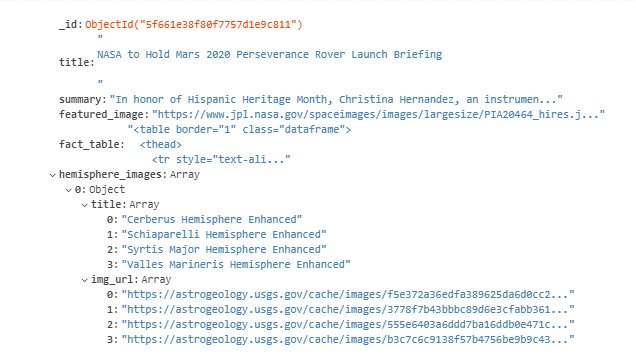 _id: ObjectId("5f661e38f80f7757d1e9c811")
"
NASA to Hold Mars 2020 Perseverance Rover Launch Briefing
title:
"
summary: "In honor of Hispanic Heritage Month, Christina Hernandez, an instrumen..."
featured_image: "https://www.jpl.nasa.gov/spaceimages/images/largesize/PIA20464_hires.j..."
"<table border="1" class="dataframe">
fact_table: <thead>
<tr style="text-ali..."
hemisphere_images: Array
0: Object
title: Array
0: "Cerberus Hemisphere Enhanced"
1: "Schiaparelli Hemisphere Enhanced"
2: "Syrtis Major Hemisphere Enhanced"
3: "Valles Marineris Hemisphere Enhanced"
img_url: Array
0: "https://astrogeology.usgs.gov/cache/images/f5e372a36edfa389625da6d0cc2..."
1: "https://astrogeology.usgs.gov/cache/images/3778f7b43bbbc89d6e3cfabb361..."
2: "https://astrogeology.usgs.gov/cache/images/555e6403a6ddd7ba16ddb0e471c..."
3: "https://astrogeology.usgs.gov/cache/images/b3c7c6c9138f57b4756be9b9c43..."